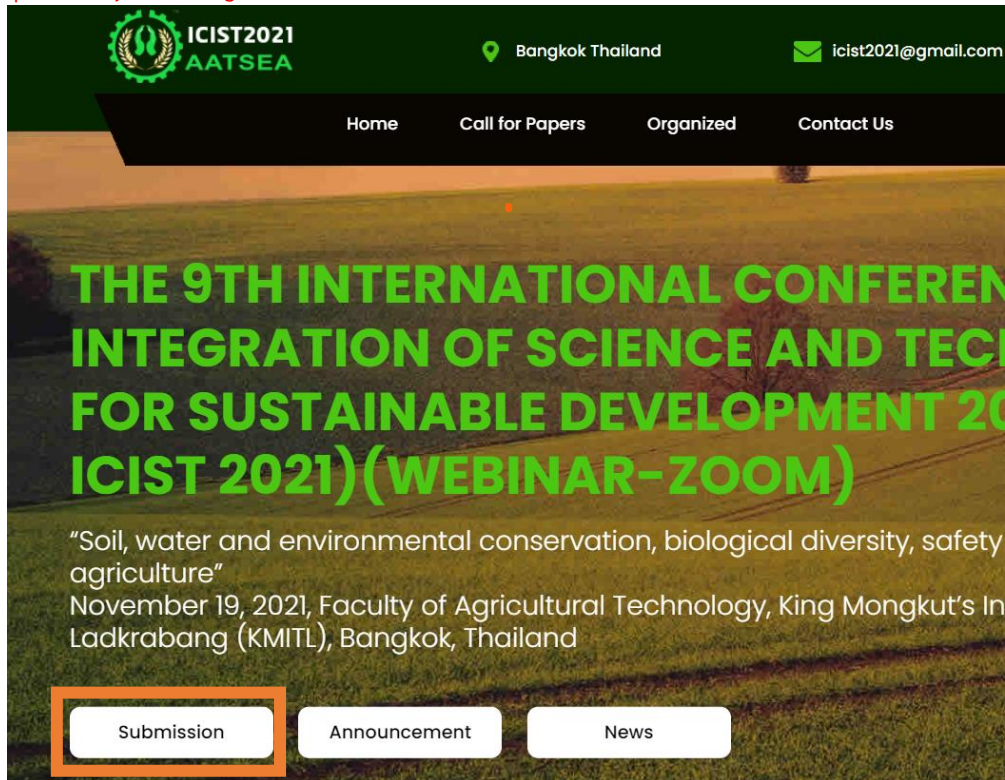 ICIST2021
AATSEA
Bangkok Thailand
icist2021@gmail.com
Home
Call for Papers
Organized
Contact Us
THE 9TH INTERNATIONAL CONFEREN
INTEGRATION OF SCIENCE AND TEC
FOR SUSTAINABLE DEVELOPMENT 20
ICIST 2021)(WEBINAR-ZOOM)
“Soil, water and environmental conservation, biological diversity, safety
agriculture”
November 19, 2021, Faculty of Agricultural Technology, King Mongkut’s In
Ladkrabang (KMITL), Bangkok, Thailand
Submission
Announcement
News